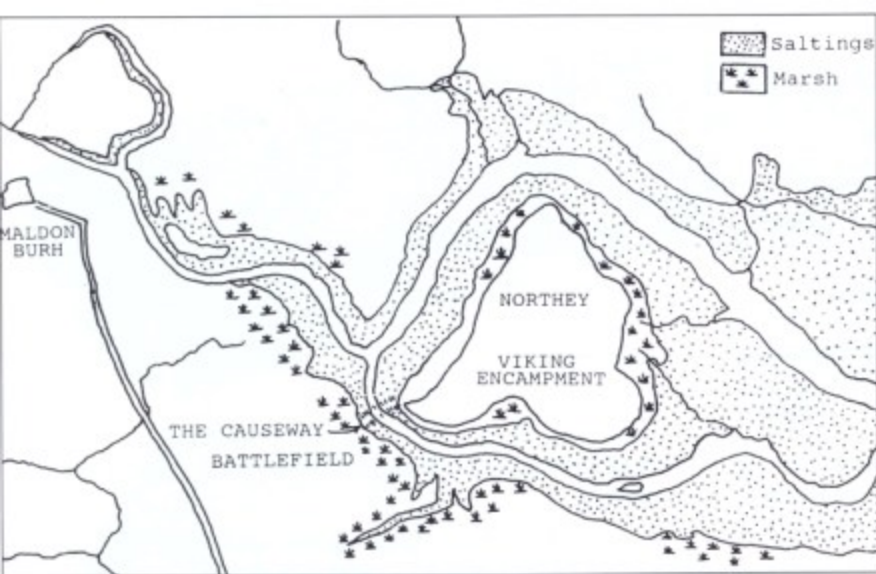 Saltings
Marsh
MALDON
BURH
NORTHEY
VIKING
ENCAMPMENT
THE CAUSEWAY
BATTLEFIELD